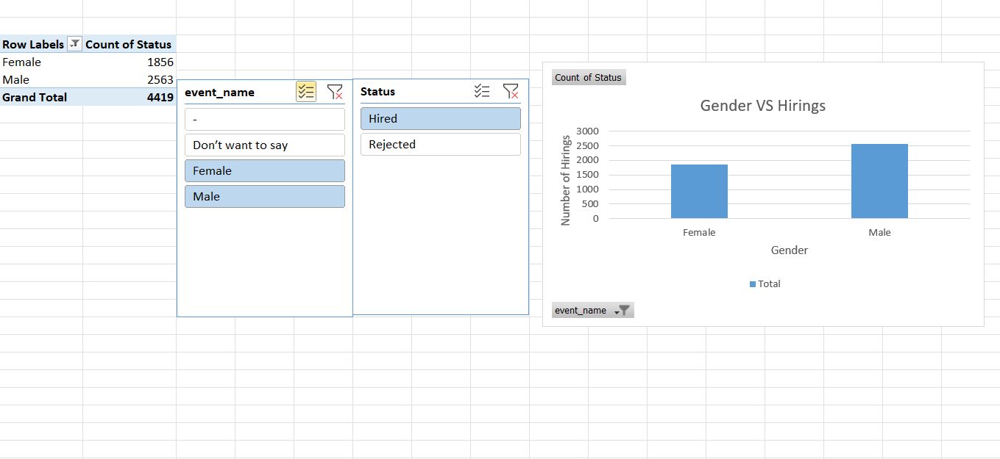 Row Labels Count of Status
Female 1856
Male 2563
Grand Total 4419
event_name
-
Don’t want to say
Female
Male
Status
Hired
Rejected
Count of Status
Gender VS Hirings
Number of Hirings
3000
2500
2000
1500
1000
500
0
Female Male
Gender
Total
event_name